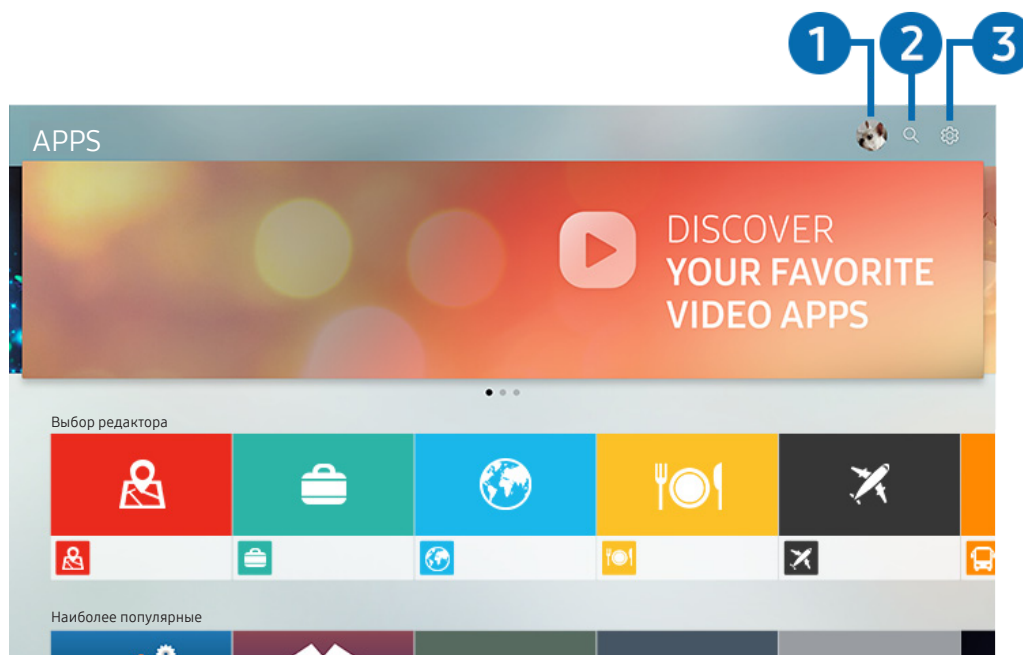 1 2 3
APPS
DISCOVER
YOUR FAVORITE
VIDEO APPS
Выбор редактора
Наиболее популярные